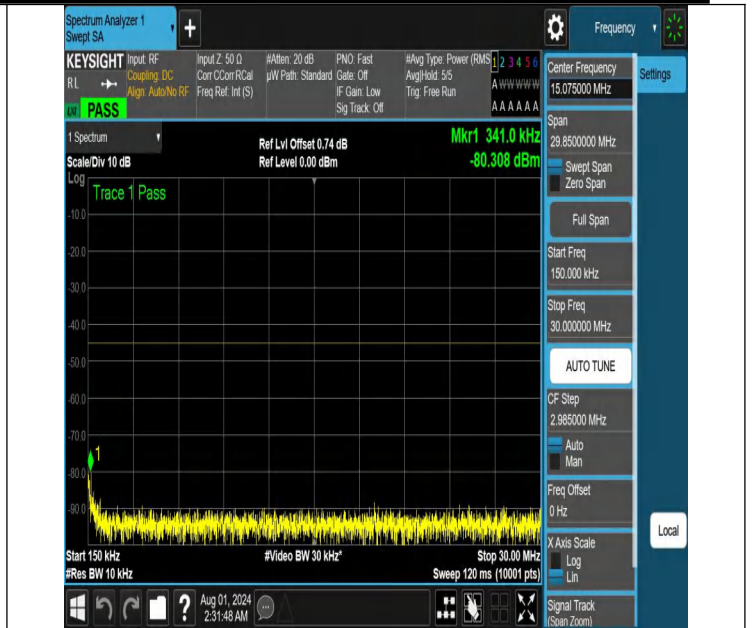 Spectrum Analyzer 1
Swept SA
+
Frequency
KEYSIGHT
RL
PASS
Input: RF
Coupling: DC
Align: Auto/No RF
Input Z: 50 Ω
Corr CCorr RCal
Freq Ref: Int (S)
#Atten: 20 dB
µW Path: Standard
PNO: Fast
Gate: Off
IF Gain: Low
Sig Track: Off
#Avg Type: Power (RMS
Avg|Hold: 5/5
Trig: Free Run
1 2 3 4 5 6
A W W W W W
A A A A A A
1 Spectrum
Scale/Div 10 dB
Ref Lvl Offset 0.74 dB
Ref Level 0.00 dBm
Mkr1 341.0 kHz
-80.308 dBm
Log
Trace 1 Pass
-10.0
-20.0
-30.0
-40.0
-50.0
-60.0
-70.0
-80.0
-90.0
1
Start 150 kHz
#Res BW 10 kHz
#Video BW 30 kHz*
Stop 30.00 MHz
Sweep 120 ms (10001 pts)
?
Aug 01, 2024
2:31:48 AM
Center Frequency
15.075000 MHz
Span
29.8500000 MHz
Swept Span
Zero Span
Full Span
Start Freq
150.000 kHz
Stop Freq
30.000000 MHz
AUTO TUNE
CF Step
2.985000 MHz
Auto
Man
Freq Offset
0 Hz
X Axis Scale
Log
Lin
Signal Track
(Span Zoom)
Settings
Local